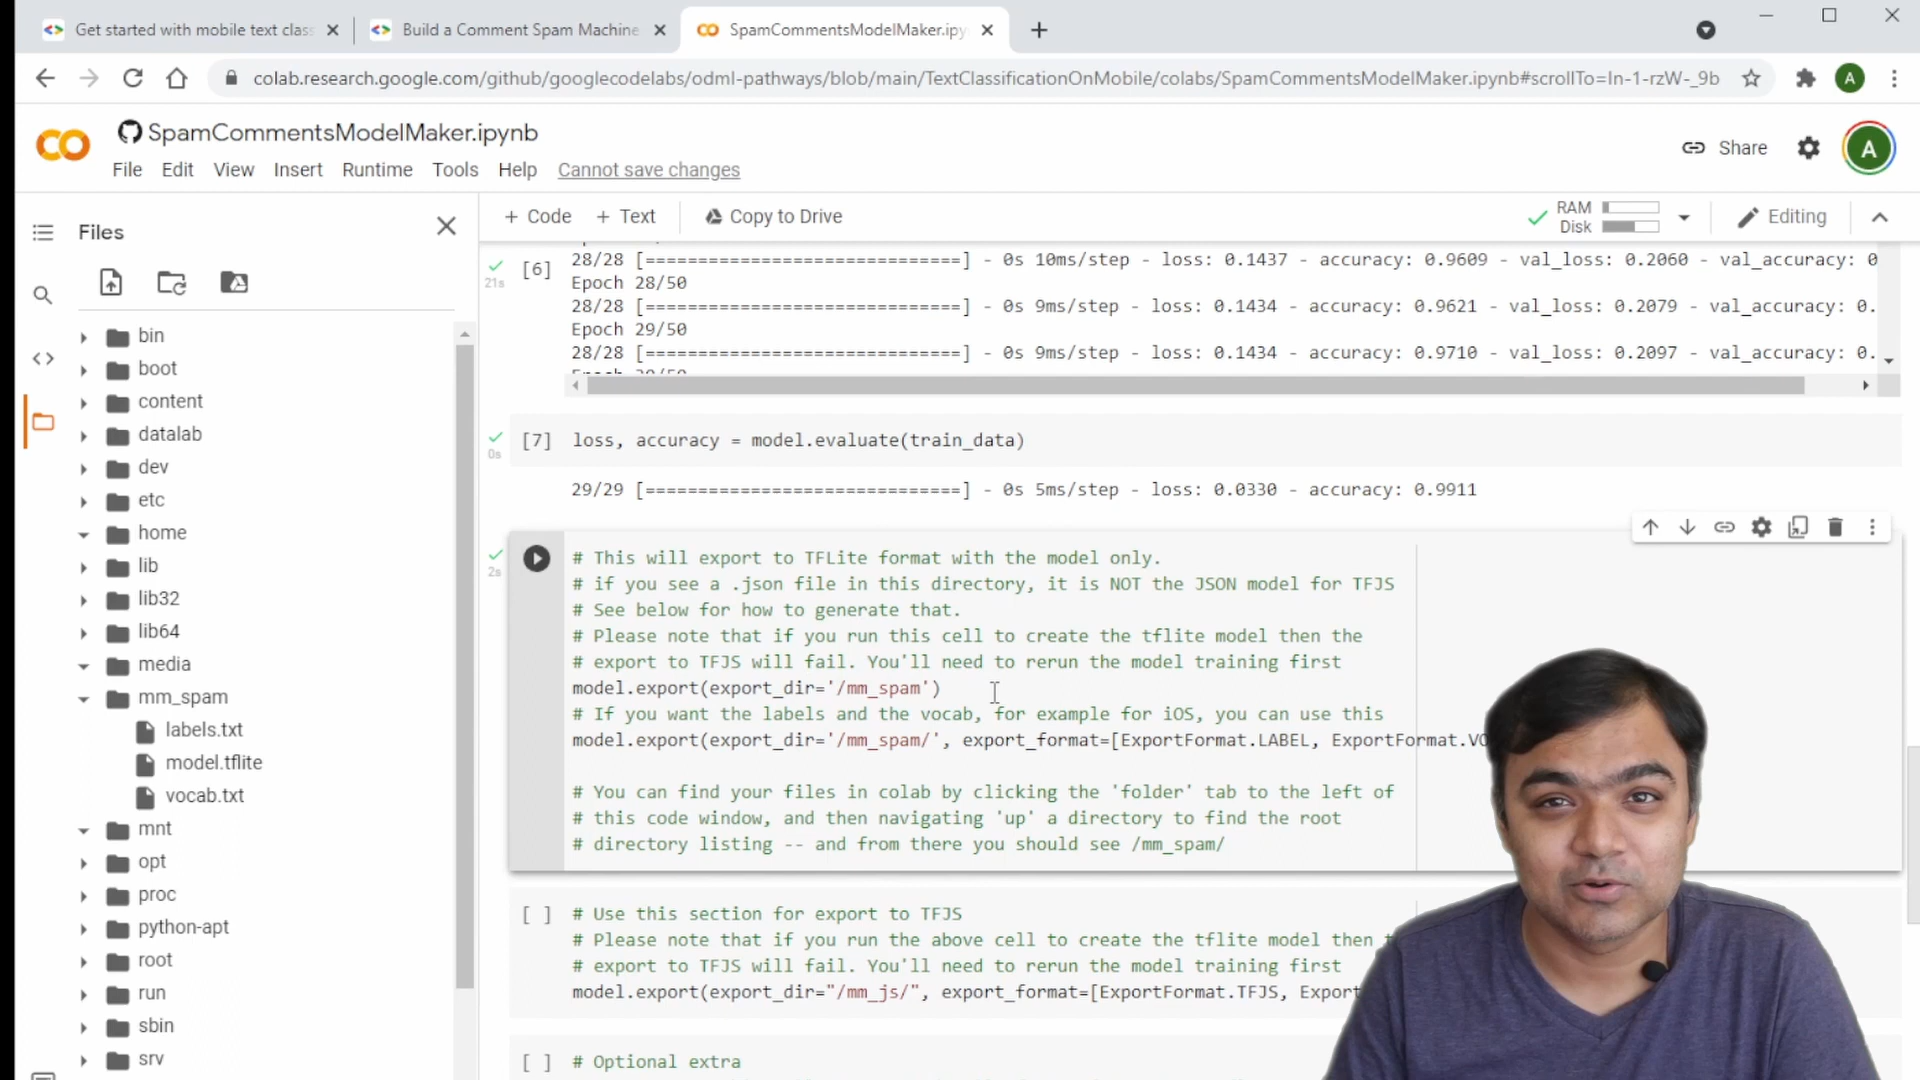 Get started with mobile text clas
Build a Comment Spam Machine
SpamCommentsModelMaker.ipy
colab.research.google.com/github/googlecodelabs/odml-pathways/blob/main/TextClassificationOnMobile/colabs/SpamCommentsModelMaker.ipynb#scrollTo=In-1-rzW-_9b
A
SpamCommentsModelMaker.ipynb
File Edit View Insert Runtime Tools Help Cannot save changes
Share
A
Files
+ Code + Text Copy to Drive
RAM
Disk
Editing
bin
boot
content
datalab
dev
etc
home
lib
lib32
lib64
media
mm_spam
labels.txt
model.tflite
vocab.txt
mnt
opt
proc
python-apt
root
run
sbin
srv
21s
[6]
28/28 [==============================] - 0s 10ms/step - loss: 0.1437 - accuracy: 0.9609 - val_loss: 0.2060 - val_accuracy: 0
Epoch 28/50
28/28 [==============================] - 0s 9ms/step - loss: 0.1434 - accuracy: 0.9621 - val_loss: 0.2079 - val_accuracy: 0.
Epoch 29/50
28/28 [==============================] - 0s 9ms/step - loss: 0.1434 - accuracy: 0.9710 - val_loss: 0.2097 - val_accuracy: 0.
0s
[7] loss, accuracy = model.evaluate(train_data)
29/29 [==============================] - 0s 5ms/step - loss: 0.0330 - accuracy: 0.9911
2s
# This will export to TFLite format with the model only.
# if you see a .json file in this directory, it is NOT the JSON model for TFJS
# See below for how to generate that.
# Please note that if you run this cell to create the tflite model then the
# export to TFJS will fail. You'll need to rerun the model training first
model.export(export_dir='/mm_spam')
# If you want the labels and the vocab, for example for iOS, you can use this
model.export(export_dir='/mm_spam/', export_format=[ExportFormat.LABEL, ExportFormat.VO
# You can find your files in colab by clicking the 'folder' tab to the left of
# this code window, and then navigating 'up' a directory to find the root
# directory listing -- and from there you should see /mm_spam/
[ ] # Use this section for export to TFJS
# Please note that if you run the above cell to create the tflite model then t
# export to TFJS will fail. You'll need to rerun the model training first
model.export(export_dir="/mm_js/", export_format=[ExportFormat.TFJS, Export
[ ] # Optional extra